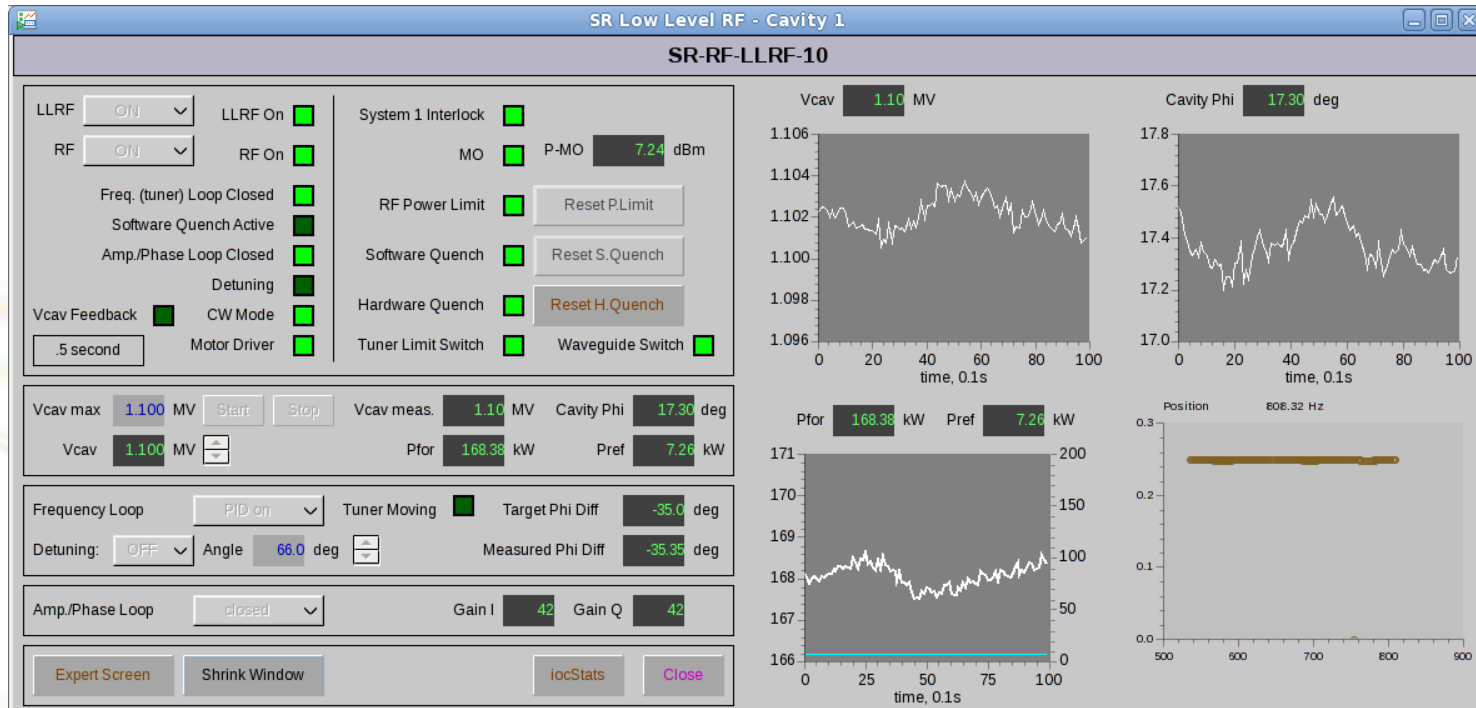 SR Low Level RF - Cavity 1
SR-RF-LLRF-10
LLRF ON LLRF On
RF ON RF On
Freq. (tuner) Loop Closed
Software Quench Active
Amp./Phase Loop Closed
Detuning
Vcav Feedback CW Mode
.5 second Motor Driver
System 1 Interlock
MO P-MO 7.24 dBm
RF Power Limit Reset P.Limit
Software Quench Reset S.Quench
Hardware Quench Reset H.Quench
Tuner Limit Switch Waveguide Switch
Vcav max 1.100 MV Start Stop Vcav meas. 1.10 MV Cavity Phi 17.30 deg
Vcav 1.100 MV Pfor 168.38 kW Pref 7.26 kW
Frequency Loop PID on Tuner Moving Target Phi Diff -35.0 deg
Detuning: OFF Angle 66.0 deg Measured Phi Diff -35.35 deg
Amp./Phase Loop closed Gain I 42 Gain Q 42
Expert Screen Shrink Window iocStats Close
Vcav 1.10 MV
1.106
1.104
1.102
1.100
1.098
1.096
0 20 40 60 80 100
time, 0.1s
Cavity Phi 17.30 deg
17.8
17.6
17.4
17.2
17.0
0 20 40 60 80 100
time, 0.1s
Pfor 168.38 kW Pref 7.26 kW
171 200
170 150
169
168 100
167 50
166 0
0 25 50 75 100
time, 0.1s
Position 808.32 Hz
0.3
0.2
0.1
0.0
500 600 700 800 900